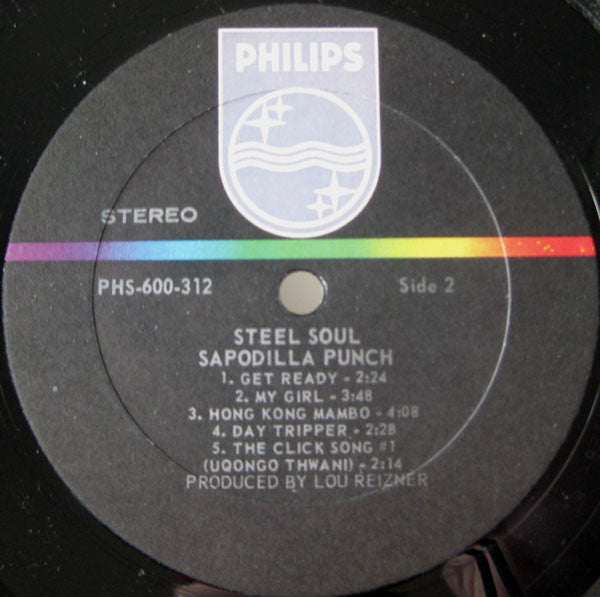 PHILIPS
STEREO
PHS-600-312 Side 2
STEEL SOUL
SAPODILLA PUNCH
1. GET READY - 2:24
2. MY GIRL - 3:48
3. HONG KONG MAMBO - 4:08
4. DAY TRIPPER - 2:28
5. THE CLICK SONG #1
(UQONGO THWANI) - 2:14
PRODUCED BY LOU REIZNER